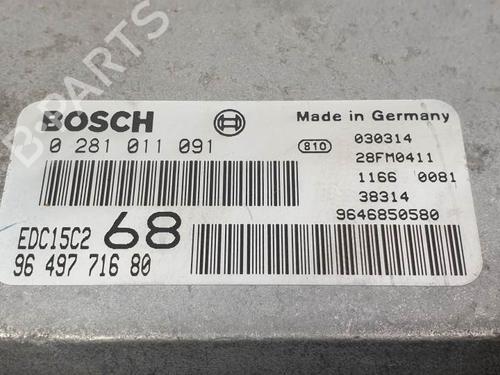 B-PARTS
BOSCH
Made in Germany
0 281 011 091
810
030314
28FM0411
1166 0081
38314
9646850580
EDC15C2 68
96 497 716 80